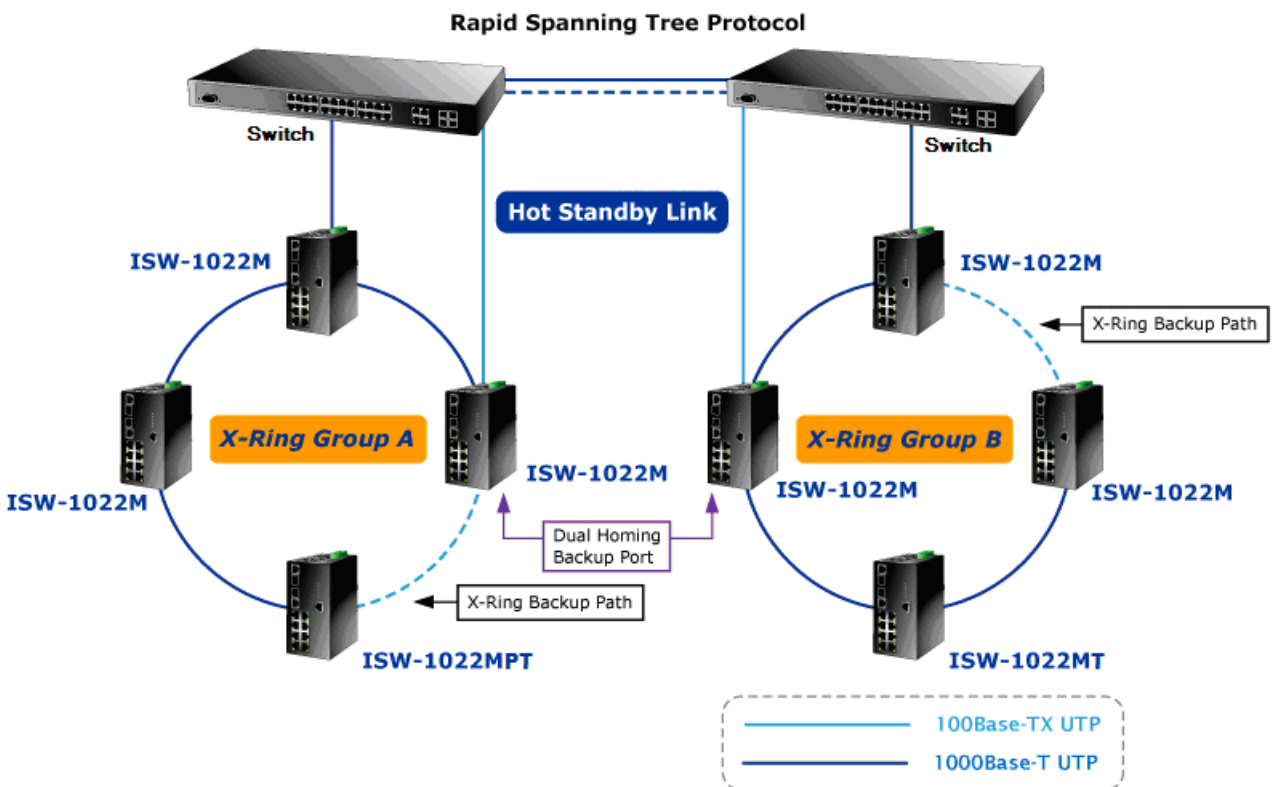 Rapid Spanning Tree Protocol
Switch
Switch
Hot Standby Link
ISW-1022M
ISW-1022M
X-Ring Backup Path
X-Ring Group A
X-Ring Group B
ISW-1022M
ISW-1022M
ISW-1022M
ISW-1022M
Dual Homing
Backup Port
X-Ring Backup Path
ISW-1022MPT
ISW-1022MT
100Base-TX UTP
1000Base-T UTP